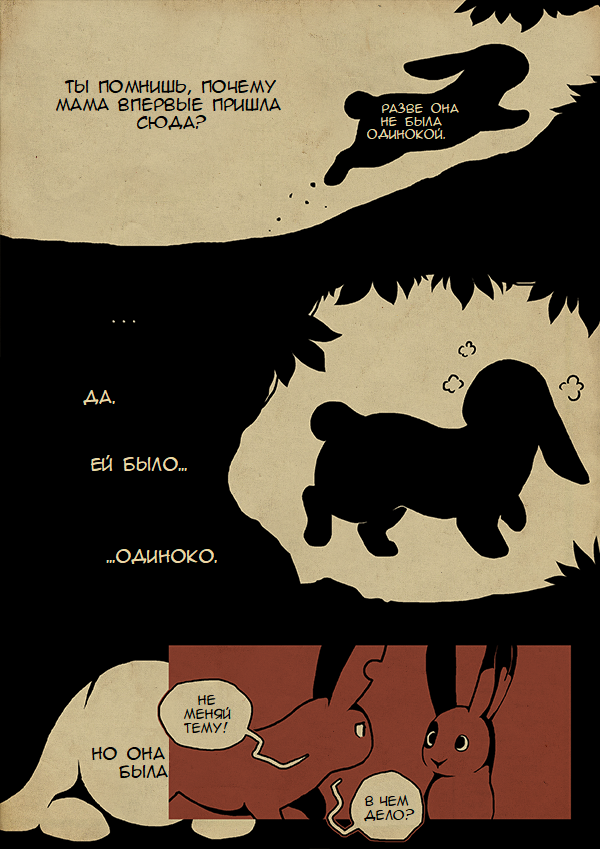 ТЫ ПОМНИШЬ, ПОЧЕМУ
МАМА ВПЕРВЫЕ ПРИШЛА
СЮДА?
РАЗВЕ ОНА
НЕ БЫЛА
ОДИНОКОЙ.
...
ДА.
ЕЙ БЫЛО...
...ОДИНОКО.
НЕ
МЕНЯЙ
ТЕМУ!
НО ОНА
БЫЛА
В ЧЕМ
ДЕЛО?